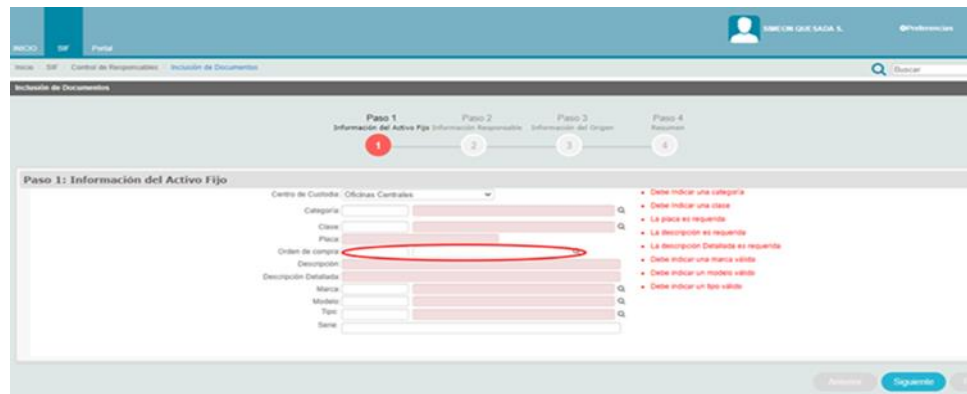 SIMEON QUESADA S. Preferencias
INICIO SIF Portal
Inicio SIF Control de Responsables Inclusión de Documentos
Buscar
Inclusión de Documentos
Paso 1 Paso 2 Paso 3 Paso 4
Información del Activo Fijo Información Responsable Información del Origen Resumen
1 2 3 4
Paso 1: Información del Activo Fijo
Centro de Custodia: Oficinas Centrales
Categoría
Clase
Placa
Orden de compra
Descripción
Descripción Detallada
Marca
Modelo
Tipo:
Serie
• Debe Indicar una categoría
• Debe Indicar una clase
• La placa es requerida
• La descripción es requerida
• La descripción Detallada es requerida
• Debe indicar una marca válida
• Debe indicar un modelo válido
• Debe indicar un tipo válido
Anterior Siguiente